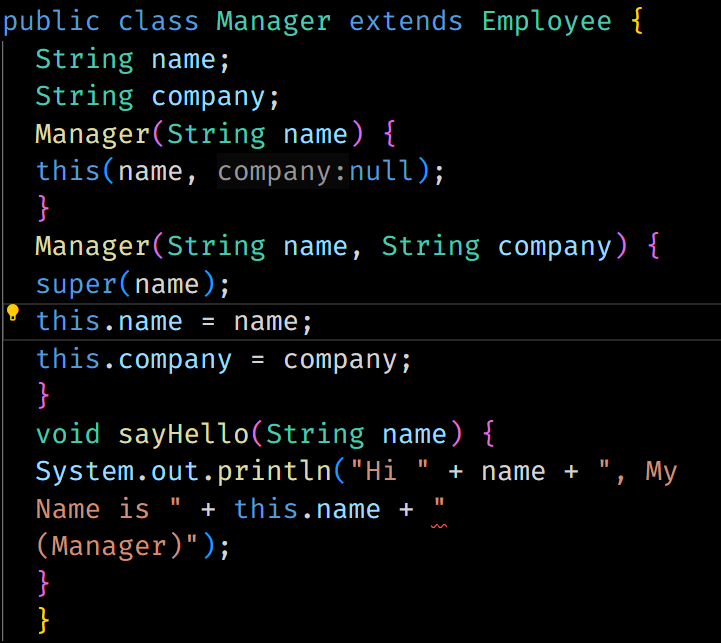 public class Manager extends Employee {
String name;
String company;
Manager(String name) {
this(name, company:null);
}
Manager(String name, String company) {
super(name);
this.name = name;
this.company = company;
}
void sayHello(String name) {
System.out.println("Hi " + name + ", My
Name is " + this.name + "
(Manager)");
}
}